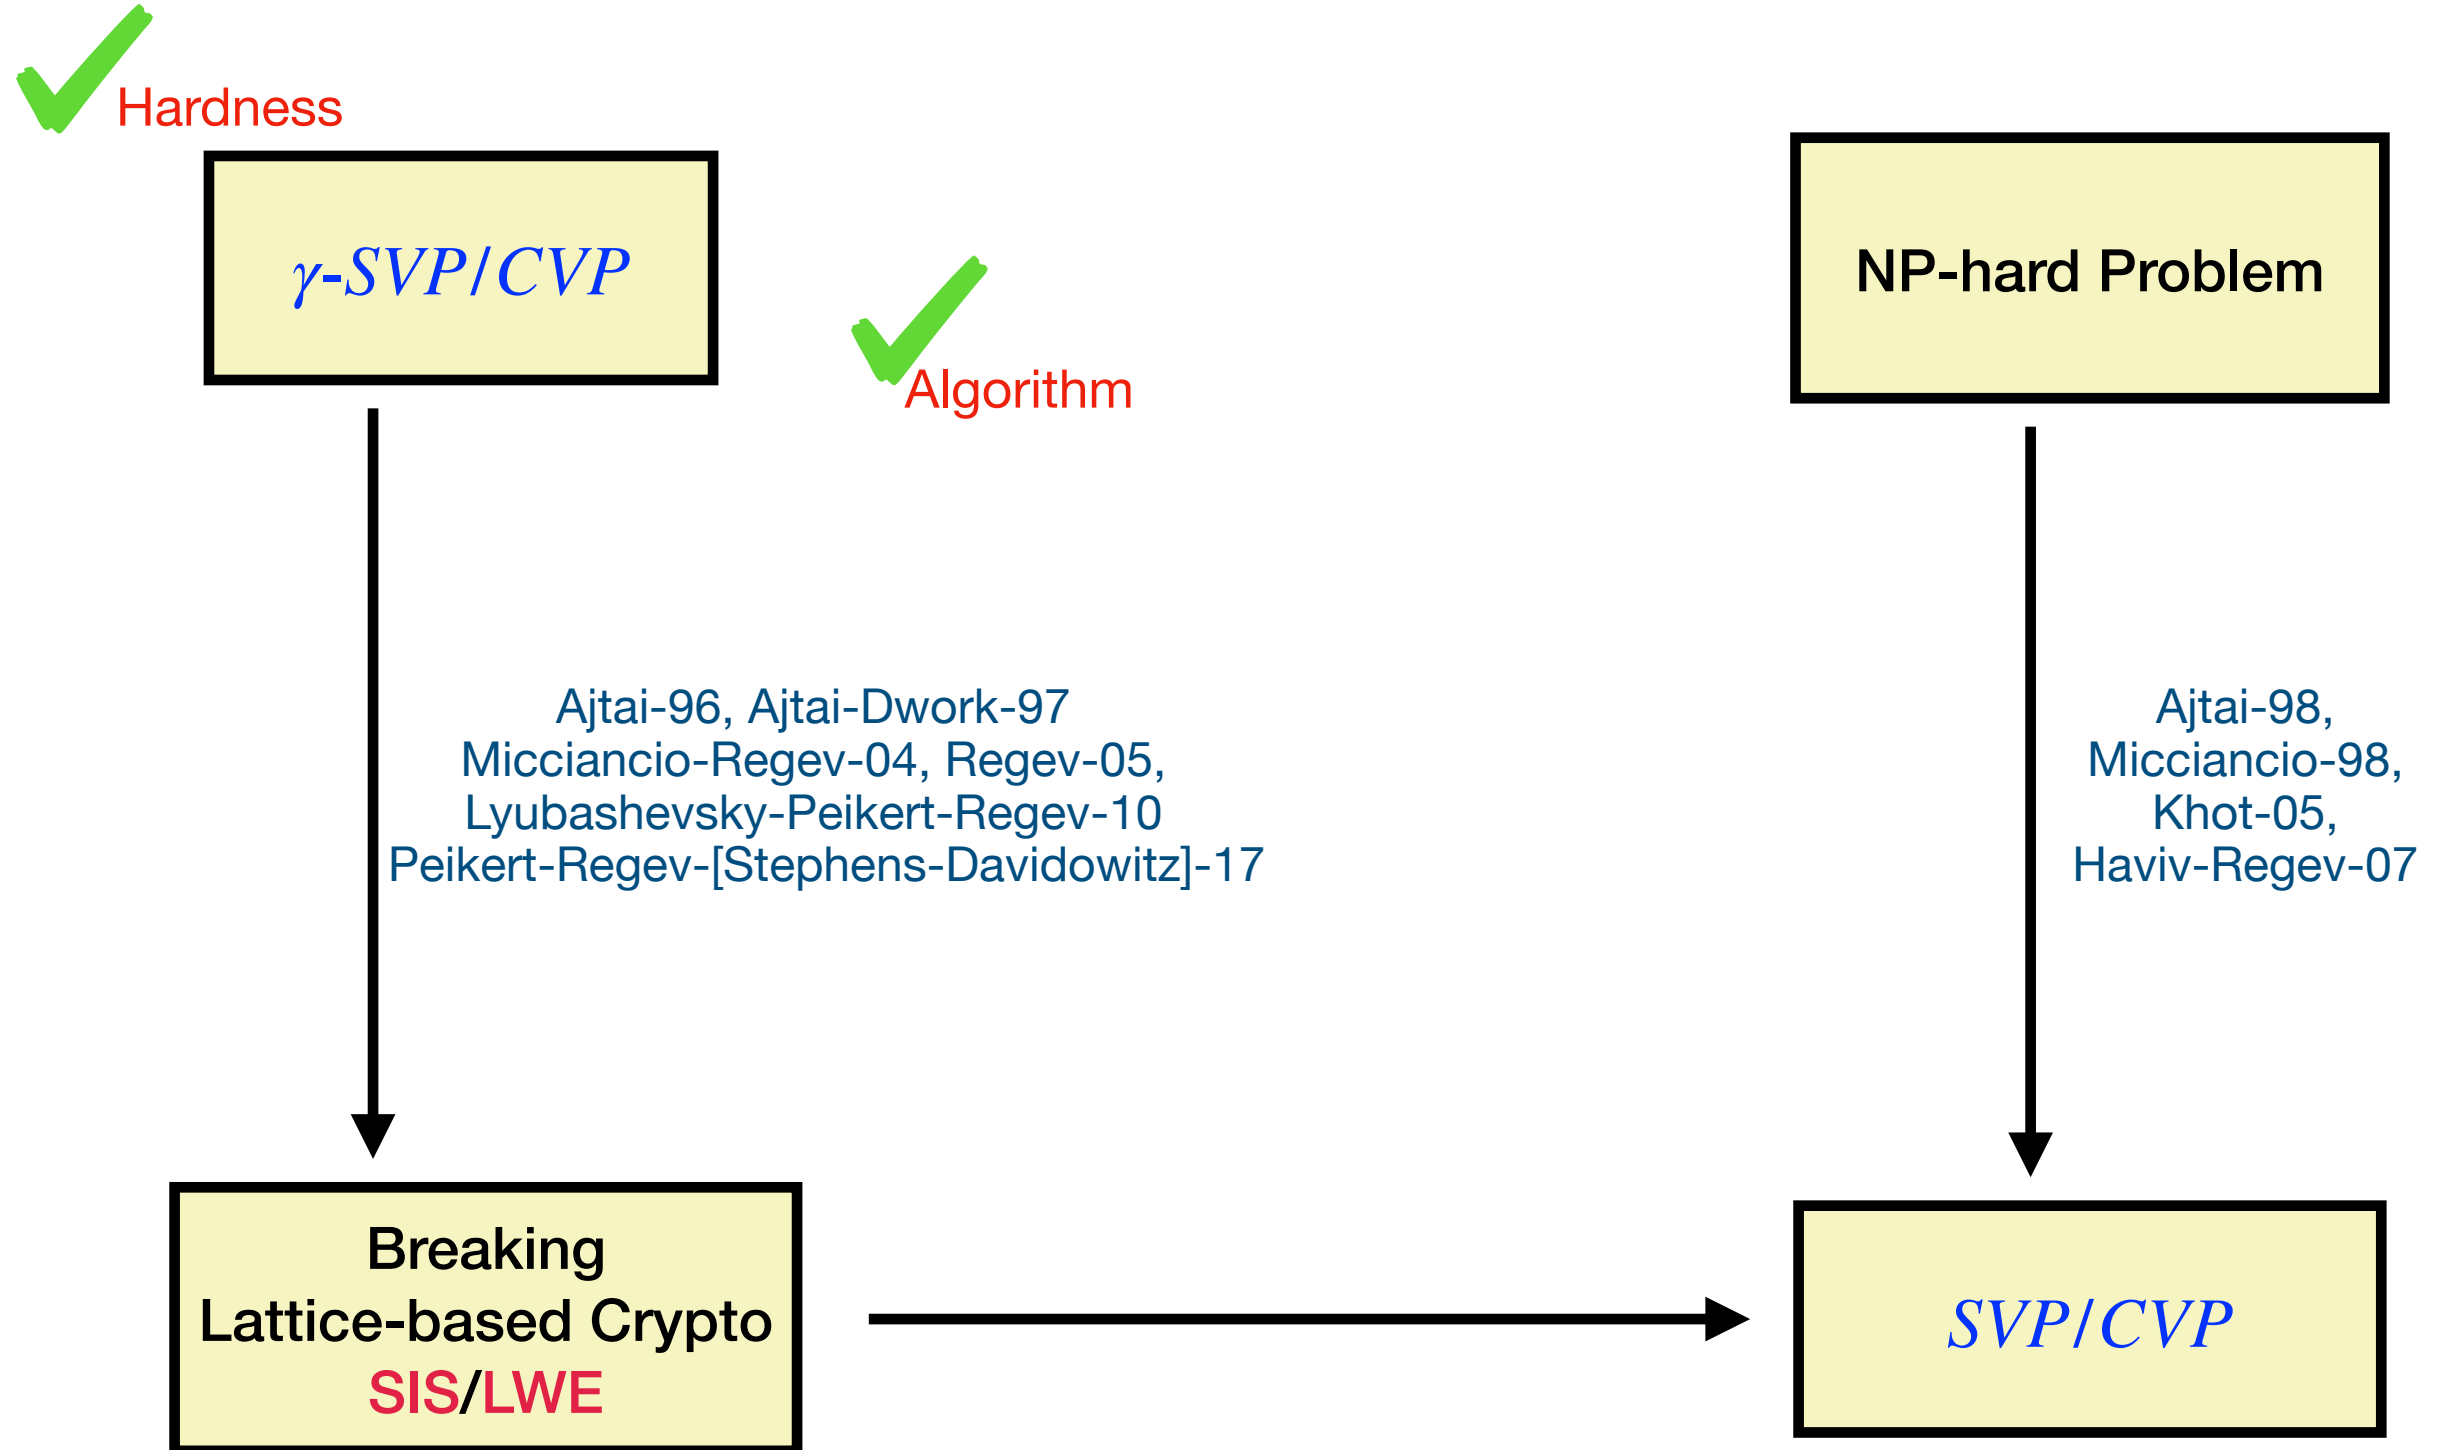 Hardness
γ-SVP/CVP
Algorithm
NP-hard Problem
Ajtai-96, Ajtai-Dwork-97
Micciancio-Regev-04, Regev-05,
Lyubashevsky-Peikert-Regev-10
Peikert-Regev-[Stephens-Davidowitz]-17
Ajtai-98,
Micciancio-98,
Khot-05,
Haviv-Regev-07
Breaking
Lattice-based Crypto
SIS/LWE
SVP/CVP